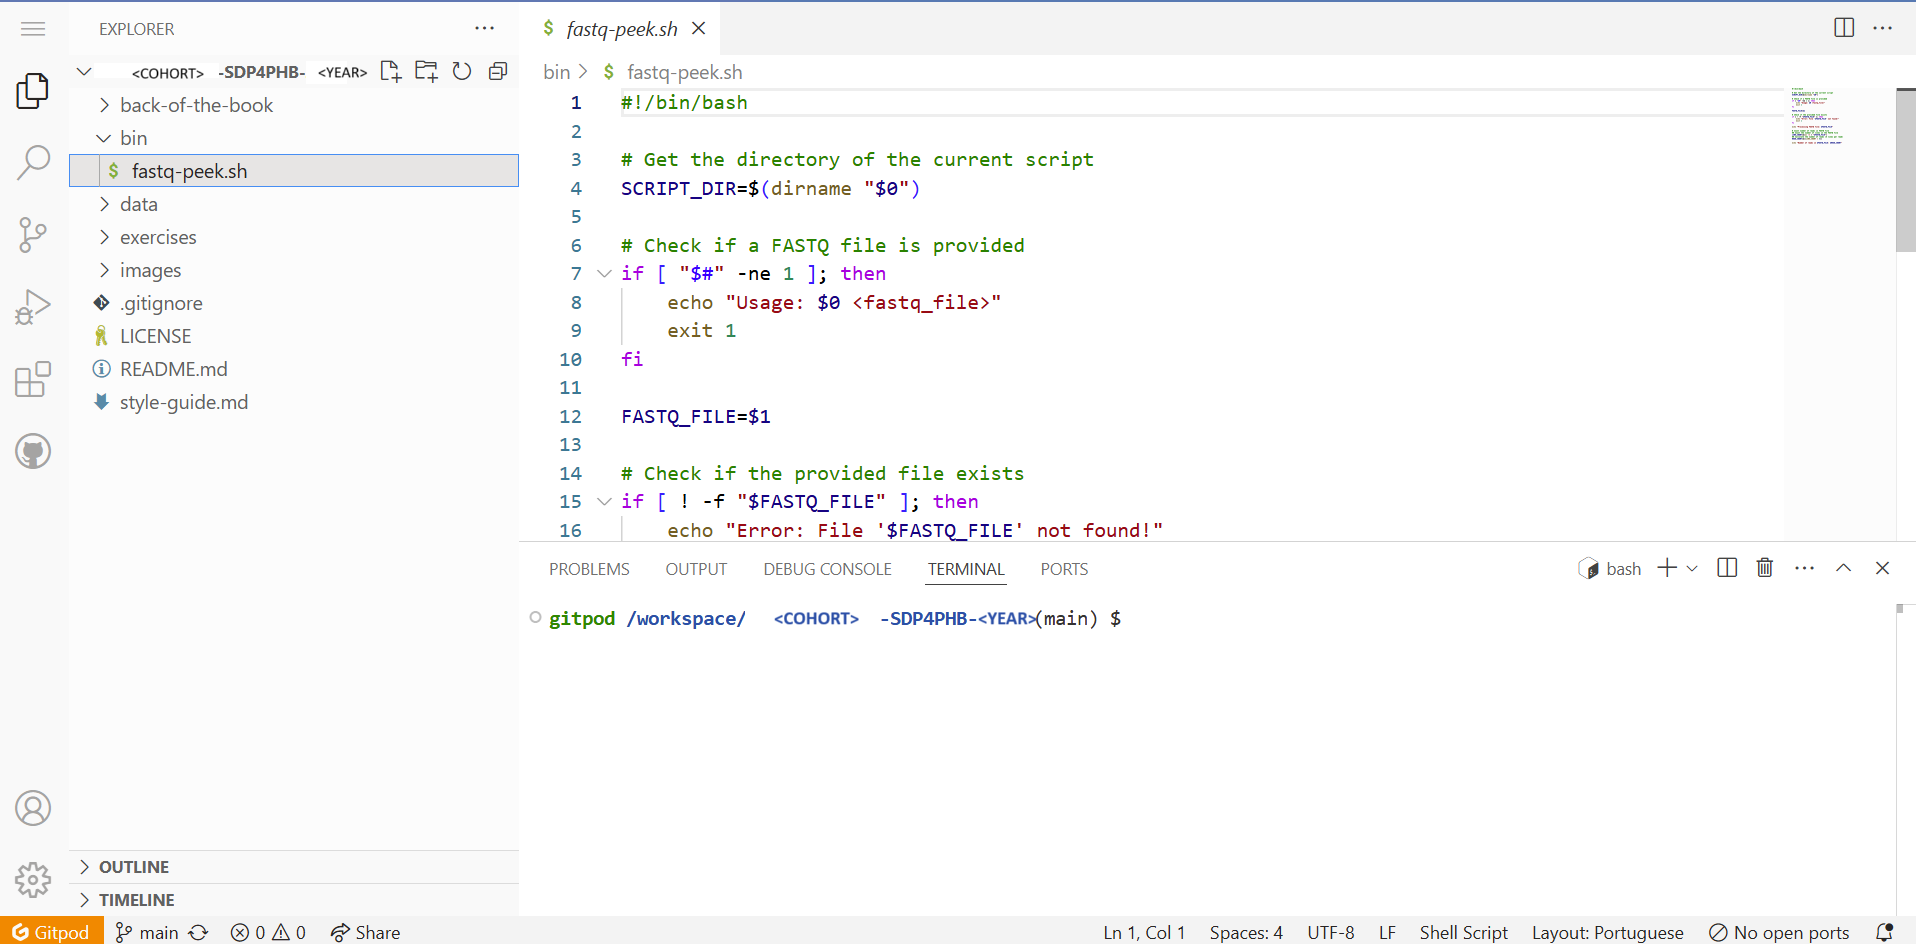 EXPLORER
<COHORT> -SDP4PHB- <YEAR>
back-of-the-book
bin
$ fastq-peek.sh
data
exercises
images
.gitignore
LICENSE
README.md
style-guide.md
OUTLINE
TIMELINE
$ fastq-peek.sh
bin > $ fastq-peek.sh
1 #!/bin/bash
2
3 # Get the directory of the current script
4 SCRIPT_DIR=$(dirname "$0")
5
6 # Check if a FASTQ file is provided
7 if [ "$#" -ne 1 ]; then
8 echo "Usage: $0 <fastq_file>"
9 exit 1
10 fi
11
12 FASTQ_FILE=$1
13
14 # Check if the provided file exists
15 if [ ! -f "$FASTQ_FILE" ]; then
16 echo "Error: File '$FASTQ_FILE' not found!"
PROBLEMS OUTPUT DEBUG CONSOLE TERMINAL PORTS bash
gitpod /workspace/ <COHORT> -SDP4PHB-<YEAR>(main) $
Gitpod main 0 0 Share Ln 1, Col 1 Spaces: 4 UTF-8 LF Shell Script Layout: Portuguese No open ports